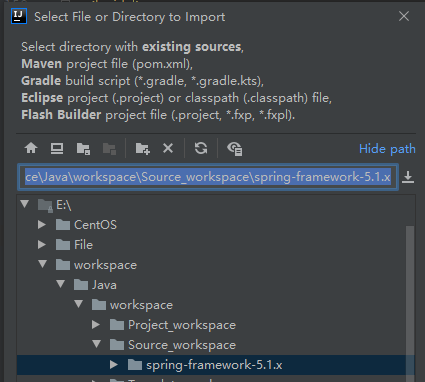 Select File or Directory to Import
Select directory with existing sources,
Maven project file (pom.xml),
Gradle build script (*.gradle, *.gradle.kts),
Eclipse project (.project) or classpath (.classpath) file,
Flash Builder project file (.project, *.fxp, *.fxpl).
Hide path
ce\Java\workspace\Source_workspace\spring-framework-5.1.x
E:\
CentOS
File
workspace
Java
workspace
Project_workspace
Source_workspace
spring-framework-5.1.x